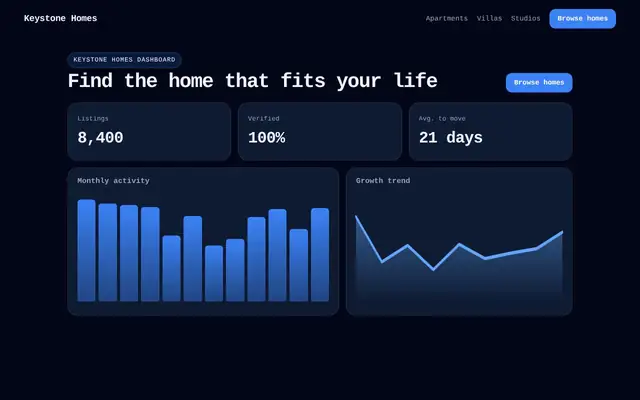 Keystone Homes
Apartments Villas Studios Browse homes
KEYSTONE HOMES DASHBOARD
Find the home that fits your life
Browse homes
Listings
8,400
Verified
100%
Avg. to move
21 days
Monthly activity
Growth trend